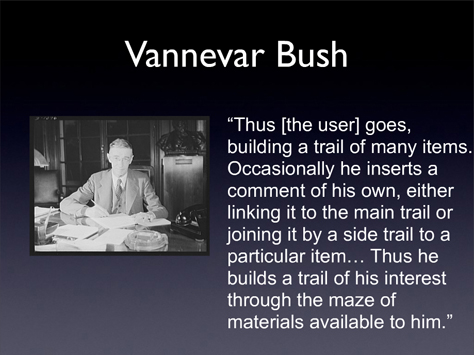 Vannevar Bush
“Thus [the user] goes,
building a trail of many items.
Occasionally he inserts a
comment of his own, either
linking it to the main trail or
joining it by a side trail to a
particular item… Thus he
builds a trail of his interest
through the maze of
materials available to him.”